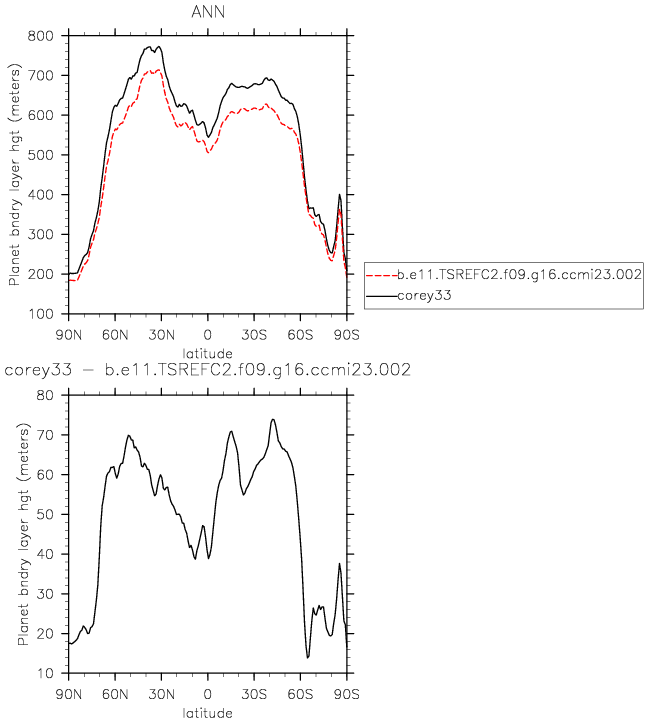 ANN
Planet bndry layer hgt (meters)
800
700
600
500
400
300
200
100
90N 60N 30N 0 30S 60S 90S
latitude
b.e11.TSREFC2.f09.g16.ccmi23.002
corey33
corey33 − b.e11.TSREFC2.f09.g16.ccmi23.002
Planet bndry layer hgt (meters)
80
70
60
50
40
30
20
10
90N 60N 30N 0 30S 60S 90S
latitude